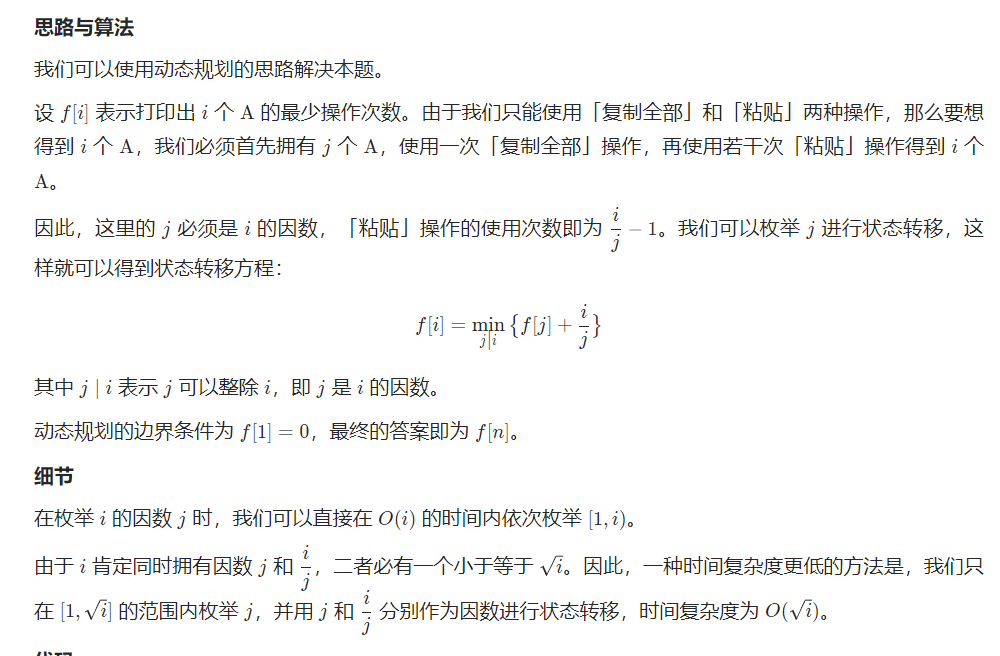 思路与算法
我们可以使用动态规划的思路解决本题。
设 f[i] 表示打印出 i 个 A 的最少操作次数。由于我们只能使用「复制全部」和「粘贴」两种操作，那么要想
得到 i 个 A，我们必须首先拥有 j 个 A，使用一次「复制全部」操作，再使用若干次「粘贴」操作得到 i 个
A。
因此，这里的 j 必须是 i 的因数，「粘贴」操作的使用次数即为 i/j − 1。我们可以枚举 j 进行状态转移，这
样就可以得到状态转移方程：
f[i] = min_{j|i} {f[j] + i/j}
其中 j | i 表示 j 可以整除 i，即 j 是 i 的因数。
动态规划的边界条件为 f[1] = 0，最终的答案即为 f[n]。
细节
在枚举 i 的因数 j 时，我们可以直接在 O(i) 的时间内依次枚举 [1, i)。
由于 i 肯定同时拥有因数 j 和 i/j，二者必有一个小于等于 √i。因此，一种时间复杂度更低的方法是，我们只
在 [1, √i] 的范围内枚举 j，并用 j 和 i/j 分别作为因数进行状态转移，时间复杂度为 O(√i)。